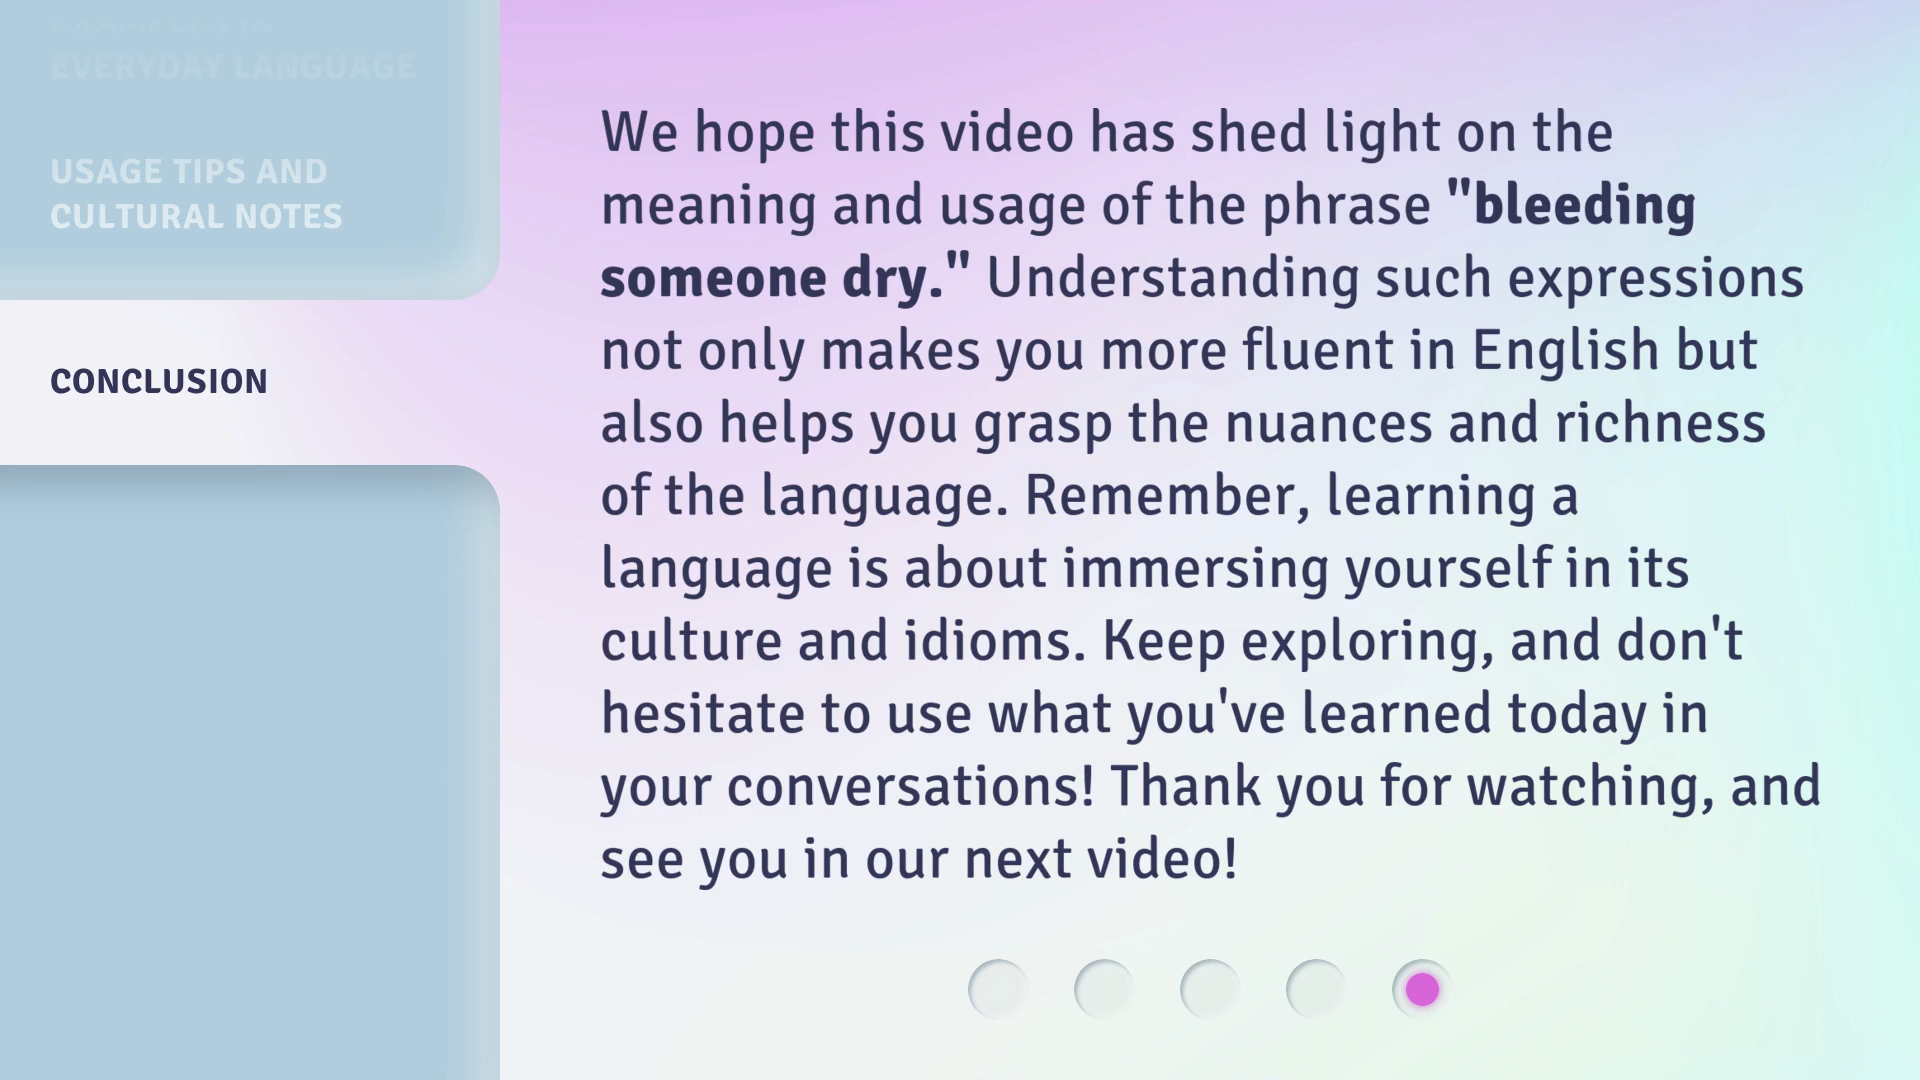 EVERYDAY LANGUAGE
USAGE TIPS AND
CULTURAL NOTES
CONCLUSION
We hope this video has shed light on the
meaning and usage of the phrase "bleeding
someone dry." Understanding such expressions
not only makes you more fluent in English but
also helps you grasp the nuances and richness
of the language. Remember, learning a
language is about immersing yourself in its
culture and idioms. Keep exploring, and don't
hesitate to use what you've learned today in
your conversations! Thank you for watching, and
see you in our next video!